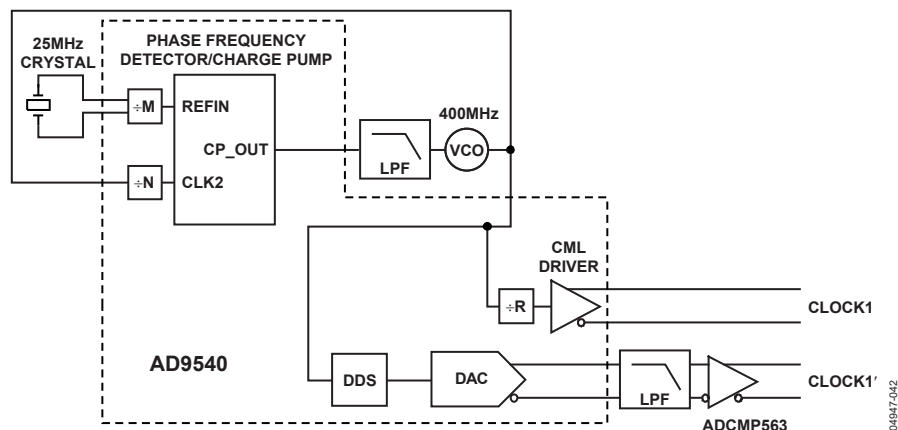 PHASE FREQUENCY
DETECTOR/CHARGE PUMP
25MHz
CRYSTAL
÷M
REFIN
400MHz
CP_OUT
VCO
LPF
÷N
CLK2
CML
DRIVER
÷R
CLOCK1
AD9540
DDS
DAC
LPF
CLOCK1′
ADCMP563
04947-042